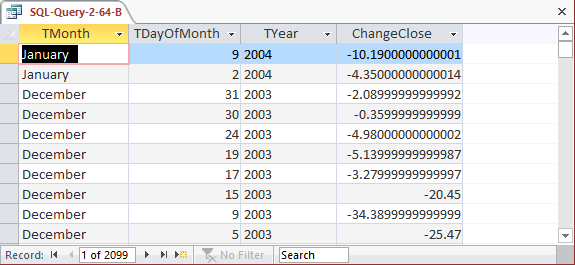 SQL-Query-2-64-B
TMonth TDayOfMonth TYear ChangeClose
January 9 2004 -10.1900000000001
January 2 2004 -4.35000000000014
December 31 2003 -2.08999999999992
December 30 2003 -0.3599999999999
December 24 2003 -4.98000000000002
December 19 2003 -5.13999999999987
December 17 2003 -3.27999999999997
December 15 2003 -20.45
December 9 2003 -34.3899999999999
December 5 2003 -25.47
Record: 1 of 2099 No Filter Search